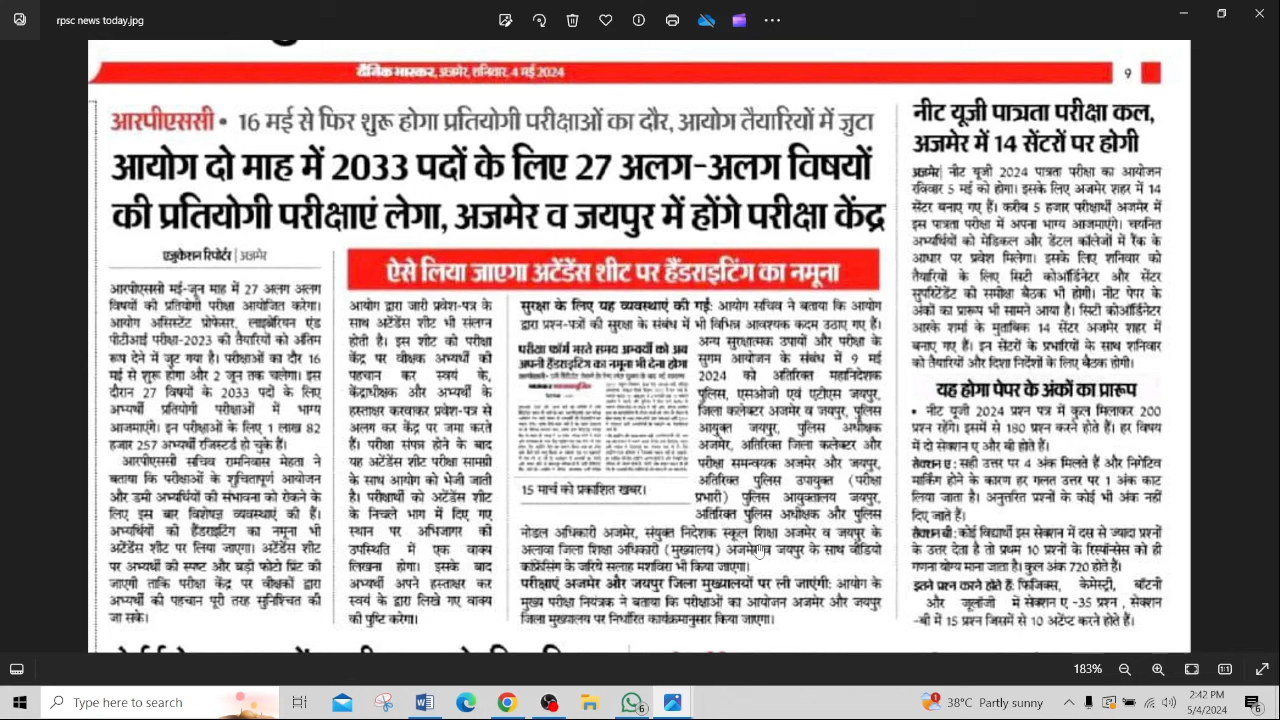 rpsc news today.jpg
दैनिक भास्कर, अजमेर, शनिवार, 4 मई 2024
9
आरपीएससी • 16 मई से फिर शुरू होगा प्रतियोगी परीक्षाओं का दौर, आयोग तैयारियों में जुटा
आयोग दो माह में 2033 पदों के लिए 27 अलग-अलग विषयों
की प्रतियोगी परीक्षाएं लेगा, अजमेर व जयपुर में होंगे परीक्षा केंद्र
एजुकेशन रिपोर्टर | अजमेर
आरपीएससी मई-जून माह में 27 अलग अलग
विषयों की प्रतियोगी परीक्षा आयोजित करेगा।
आयोग असिस्टेंट प्रोफेसर, लाइब्रेरियन एंड
पीटीआई परीक्षा-2023 की तैयारियों को अंतिम
रूप देने में जुट गया है। परीक्षाओं का दौर 16
मई से शुरू होगा और 2 जून तक चलेगा। इस
दौरान 27 विषयों के 2033 पदों के लिए
अभ्यर्थी प्रतियोगी परीक्षाओं में भाग्य
आजमाएंगे। इन परीक्षाओं के लिए 1 लाख 82
हजार 257 अभ्यर्थी रजिस्टर्ड हो चुके हैं।
आरपीएससी सचिव रामनिवास मेहता ने
बताया कि परीक्षाओं के शुचितापूर्ण आयोजन
और डमी अभ्यर्थियों की संभावना को रोकने के
लिए इस बार विशेषज्ञ व्यवस्थाएं की हैं।
अभ्यर्थियों की हैंडराइटिंग का नमूना भी
अटेंडेंस शीट पर लिया जाएगा। अटेंडेंस शीट
पर अभ्यर्थी की स्पष्ट और बड़ी फोटो प्रिंट की
जाएगी ताकि परीक्षा केंद्र पर वीक्षकों द्वारा
अभ्यर्थी की पहचान पूरी तरह सुनिश्चित की
जा सके।
ऐसे लिया जाएगा अटेंडेंस शीट पर हैंडराइटिंग का नमूना
आयोग द्वारा जारी प्रवेश-पत्र के
साथ अटेंडेंस शीट भी संलग्न
होती है। इस शीट को परीक्षा
केंद्र पर वीक्षक अभ्यर्थी की
पहचान कर स्वयं के,
केंद्राधीक्षक और अभ्यर्थी के
हस्ताक्षर करवाकर प्रवेश-पत्र से
अलग कर केंद्र पर जमा करते
हैं। परीक्षा संपन्न होने के बाद
यह अटेंडेंस शीट परीक्षा सामग्री
के साथ आयोग को भेजी जाती
है। परीक्षार्थी को अटेंडेंस शीट
के निचले भाग में दिए गए
स्थान पर अभिजागर की
उपस्थिति में एक वाक्य
लिखना होगा। इसके बाद
अभ्यर्थी अपने हस्ताक्षर कर
स्वयं के द्वारा लिखे गए वाक्य
की पुष्टि करेगा।
सुरक्षा के लिए यह व्यवस्थाएं की गई: आयोग सचिव ने बताया कि आयोग
द्वारा प्रश्न-पत्रों की सुरक्षा के संबंध में भी विभिन्न आवश्यक कदम उठाए गए हैं।
परीक्षा फॉर्म भरते समय अभ्यर्थी को अब
अपनी हैंडराइटिंग का नमूना भी देना होगा
15 मार्च को प्रकाशित खबर।
अन्य सुरक्षात्मक उपायों और परीक्षा के
सुगम आयोजन के संबंध में 9 मई
2024 को अतिरिक्त महानिदेशक
पुलिस, एसओजी एवं एटीएस जयपुर,
जिला कलेक्टर अजमेर व जयपुर, पुलिस
आयुक्त जयपुर, पुलिस अधीक्षक
अजमेर, अतिरिक्त जिला कलेक्टर और
परीक्षा समन्वयक अजमेर और जयपुर,
अतिरिक्त पुलिस उपायुक्त (परीक्षा
प्रभारी) पुलिस आयुक्तालय जयपुर,
अतिरिक्त पुलिस अधीक्षक और पुलिस
नोडल अधिकारी अजमेर, संयुक्त निदेशक स्कूल शिक्षा अजमेर व जयपुर के
अलावा जिला शिक्षा अधिकारी (मुख्यालय) अजमेर व जयपुर के साथ वीडियो
कांफ्रेंसिंग के जरिये सलाह मशविरा भी किया जाएगा।
परीक्षाएं अजमेर और जयपुर जिला मुख्यालयों पर ली जाएंगी: आयोग के
मुख्य परीक्षा नियंत्रक ने बताया कि परीक्षाओं का आयोजन अजमेर और जयपुर
जिला मुख्यालय पर निर्धारित कार्यक्रमानुसार किया जाएगा।
नीट यूजी पात्रता परीक्षा कल,
अजमेर में 14 सेंटरों पर होगी
अजमेर| नीट यूजी 2024 पात्रता परीक्षा का आयोजन
रविवार 5 मई को होगा। इसके लिए अजमेर शहर में 14
सेंटर बनाए गए हैं। करीब 5 हजार परीक्षार्थी अजमेर में
इस पात्रता परीक्षा में अपना भाग्य आजमाएंगे। चयनित
अभ्यर्थियों को मेडिकल और डेंटल कॉलेजों में रैंक के
आधार पर प्रवेश मिलेगा। इसके लिए शनिवार को
तैयारियों के लिए सिटी कोऑर्डिनेटर और सेंटर
सुपरिटेंडेंट को समीक्षा बैठक भी होगी। नीट पेपर के
अंकों का प्रारूप भी सामने आया है। सिटी कोऑर्डिनेटर
आरके शर्मा के मुताबिक 14 सेंटर अजमेर शहर में
बनाए गए हैं। इन सेंटरों के प्रभारियों के साथ शनिवार
को तैयारियों और दिशा निर्देशों के लिए बैठक होगी।
यह होगा पेपर के अंकों का प्रारूप
• नीट यूजी 2024 प्रश्न पत्र में कुल मिलाकर 200
प्रश्न रहेंगे। इसमें से 180 प्रश्न करने होते हैं। हर विषय
में दो सेक्शन ए और बी होते हैं।
सेक्शन ए : सही उत्तर पर 4 अंक मिलते हैं और निगेटिव
मार्किंग होने के कारण हर गलत उत्तर पर 1 अंक काट
लिया जाता है। अनुत्तरित प्रश्नों के कोई भी अंक नहीं
दिए जाते हैं।
सेक्शन बी : कोई विद्यार्थी इस सेक्शन में दस से ज्यादा प्रश्नों
के उत्तर देता है तो प्रथम 10 प्रश्नों के रिस्पॉन्सेस को ही
गणना योग्य माना जाता है। कुल अंक 720 होते हैं।
इतने प्रश्न करने होते हैं: फिजिक्स, केमेस्ट्री, बॉटनी
और जूलॉजी में सेक्शन ए -35 प्रश्न , सेक्शन
-बी में 15 प्रश्न जिसमें से 10 अटेंप्ट करने होते हैं।
183%
Type here to search
38°C Partly sunny
2:42 PM
5/4/2024